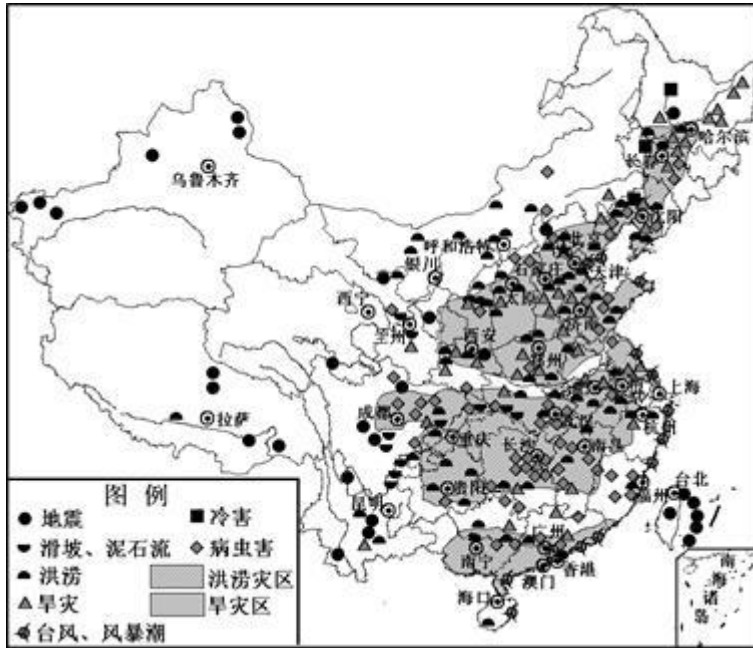 哈尔滨
长春
乌鲁木齐
沈阳
呼和浩特
银川
石家庄
天津
太原
西宁
济南
兰州
西安
郑州
上海
成都
拉萨
杭州
重庆
长沙
南昌
贵阳
福州
台北
昆明
广州
南宁
澳门
香港
海口
南海诸岛
图 例
地震
冷害
滑坡、泥石流
病虫害
洪涝
洪涝灾区
旱灾
旱灾区
台风、风暴潮